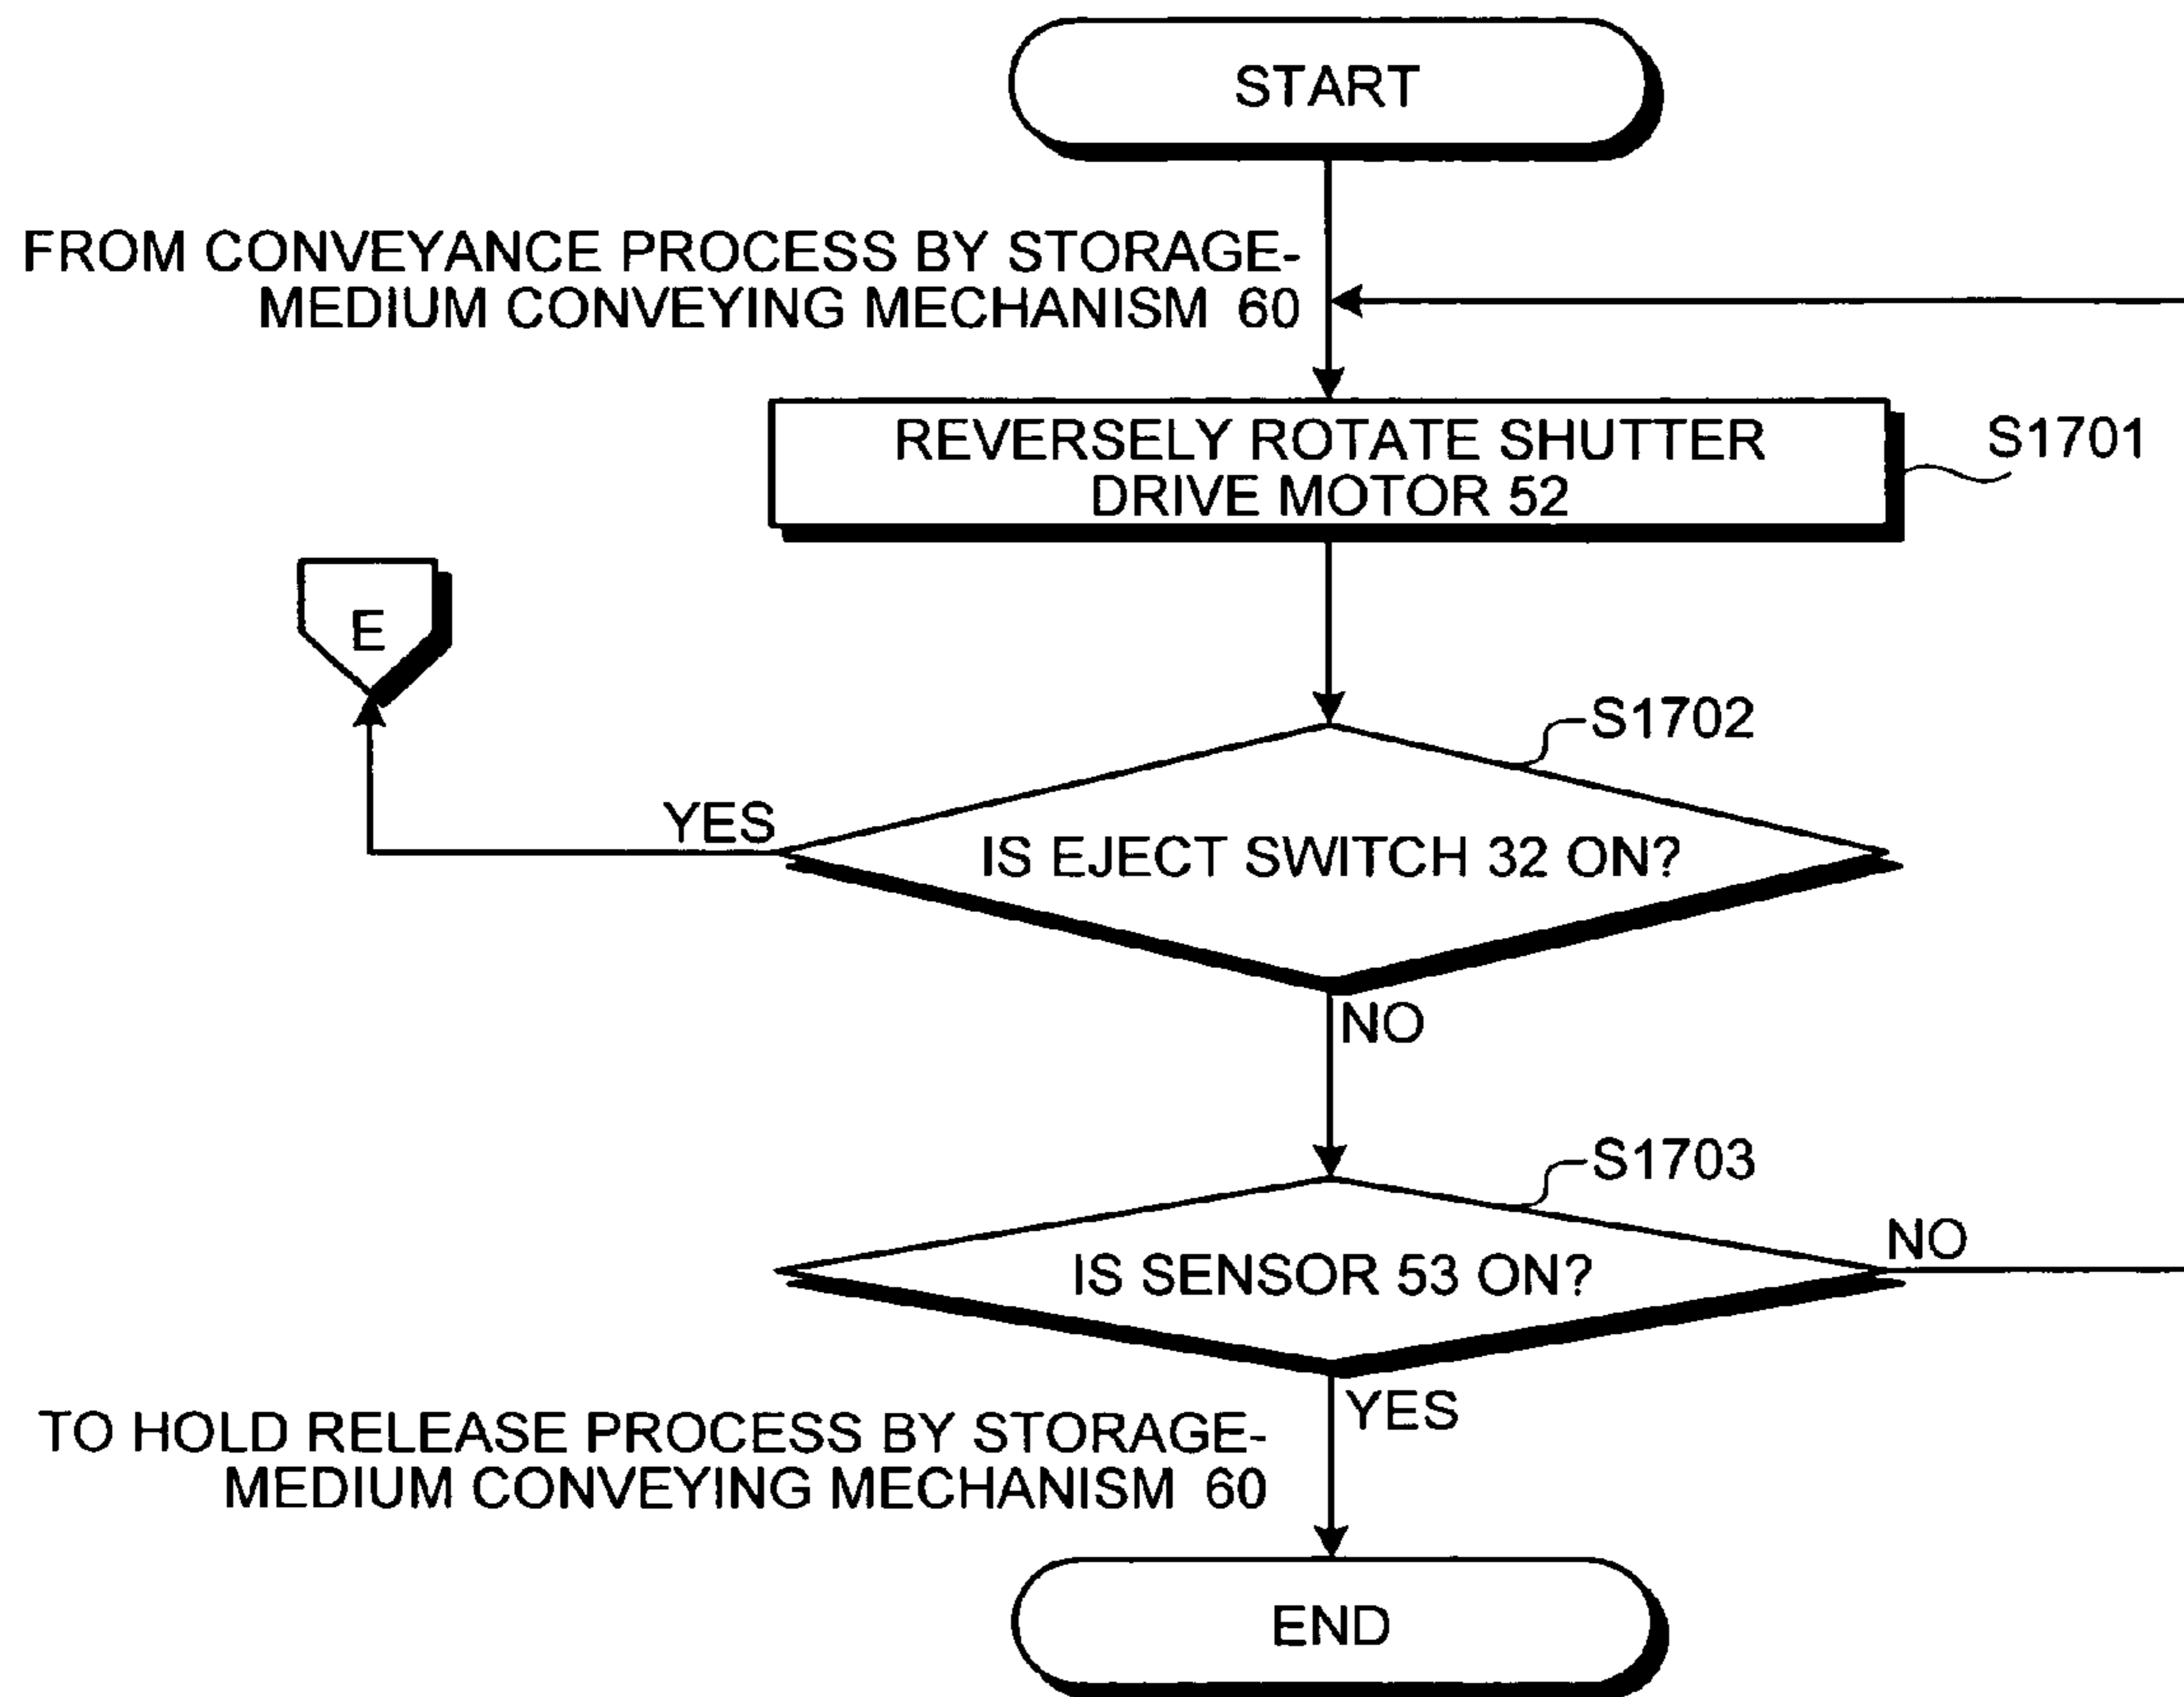 START
FROM CONVEYANCE PROCESS BY STORAGE-
MEDIUM CONVEYING MECHANISM 60
REVERSELY ROTATE SHUTTER
DRIVE MOTOR 52
S1701
E
S1702
YES
IS EJECT SWITCH 32 ON?
NO
S1703
NO
IS SENSOR 53 ON?
YES
TO HOLD RELEASE PROCESS BY STORAGE-
MEDIUM CONVEYING MECHANISM 60
END